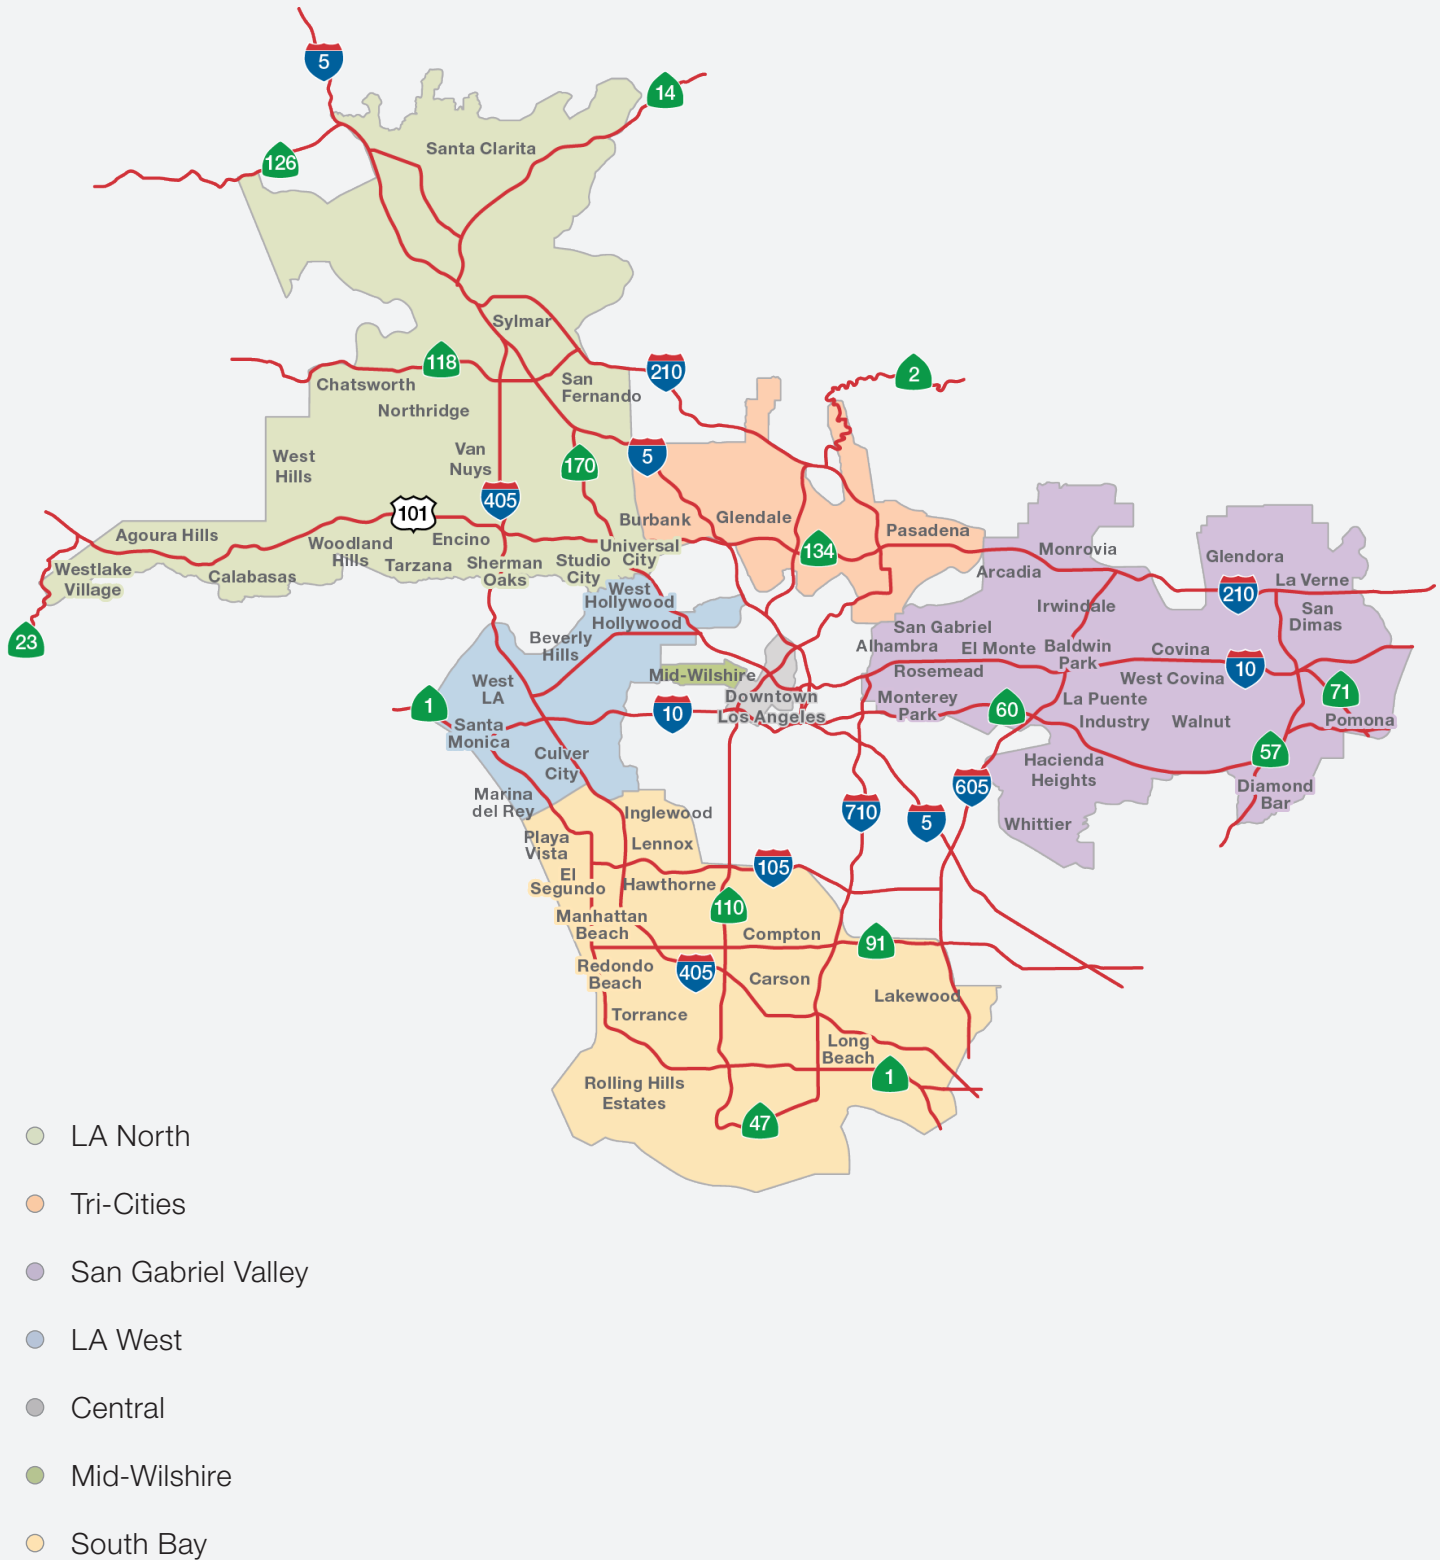 5
14
126
Santa Clarita
Sylmar
118
210
2
Chatsworth
San
Fernando
Northridge
West
Hills
Van
Nuys
170
5
405
101
Burbank
Glendale
Pasadena
134
Agoura Hills
Woodland
Hills
Encino
Tarzana
Sherman
Oaks
Studio
City
Universal
City
Westlake
Village
Calabasas
23
West
Hollywood
Hollywood
Beverly
Hills
Monrovia
Arcadia
Glendora
La Verne
210
Irwindale
San
Dimas
San Gabriel
Alhambra
El Monte
Baldwin
Park
Covina
Rosemead
West Covina
10
71
Mid-Wilshire
West
LA
1
Downtown
Los Angeles
10
Monterey
Park
60
La Puente
Industry
Walnut
Pomona
Santa
Monica
Culver
City
57
Hacienda
Heights
605
Diamond
Bar
Marina
del Rey
Inglewood
710
5
Whittier
Playa
Vista
Lennox
105
El
Segundo
Hawthorne
110
Manhattan
Beach
Compton
91
Redondo
Beach
405
Carson
Lakewood
Torrance
Long
Beach
1
Rolling Hills
Estates
47
LA North
Tri-Cities
San Gabriel Valley
LA West
Central
Mid-Wilshire
South Bay